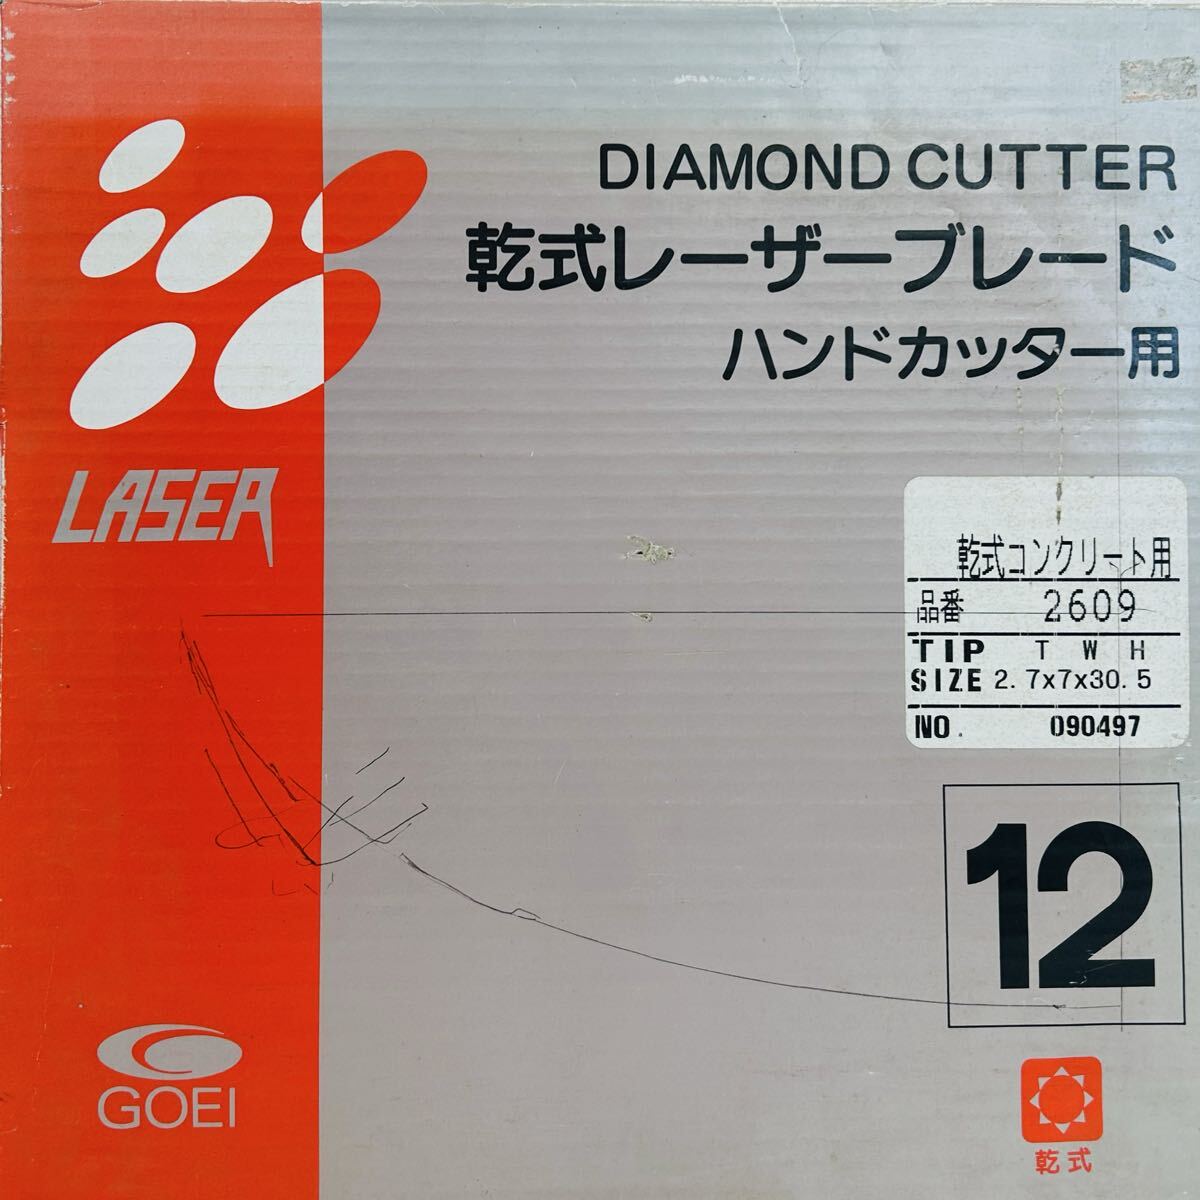 DIAMOND CUTTER
乾式レーザーブレード
ハンドカッター用
LASER
乾式コンクリート用
品番 2609
TIP T W H
SIZE 2.7x7x30.5
NO. 090497
12
GOEI
乾式